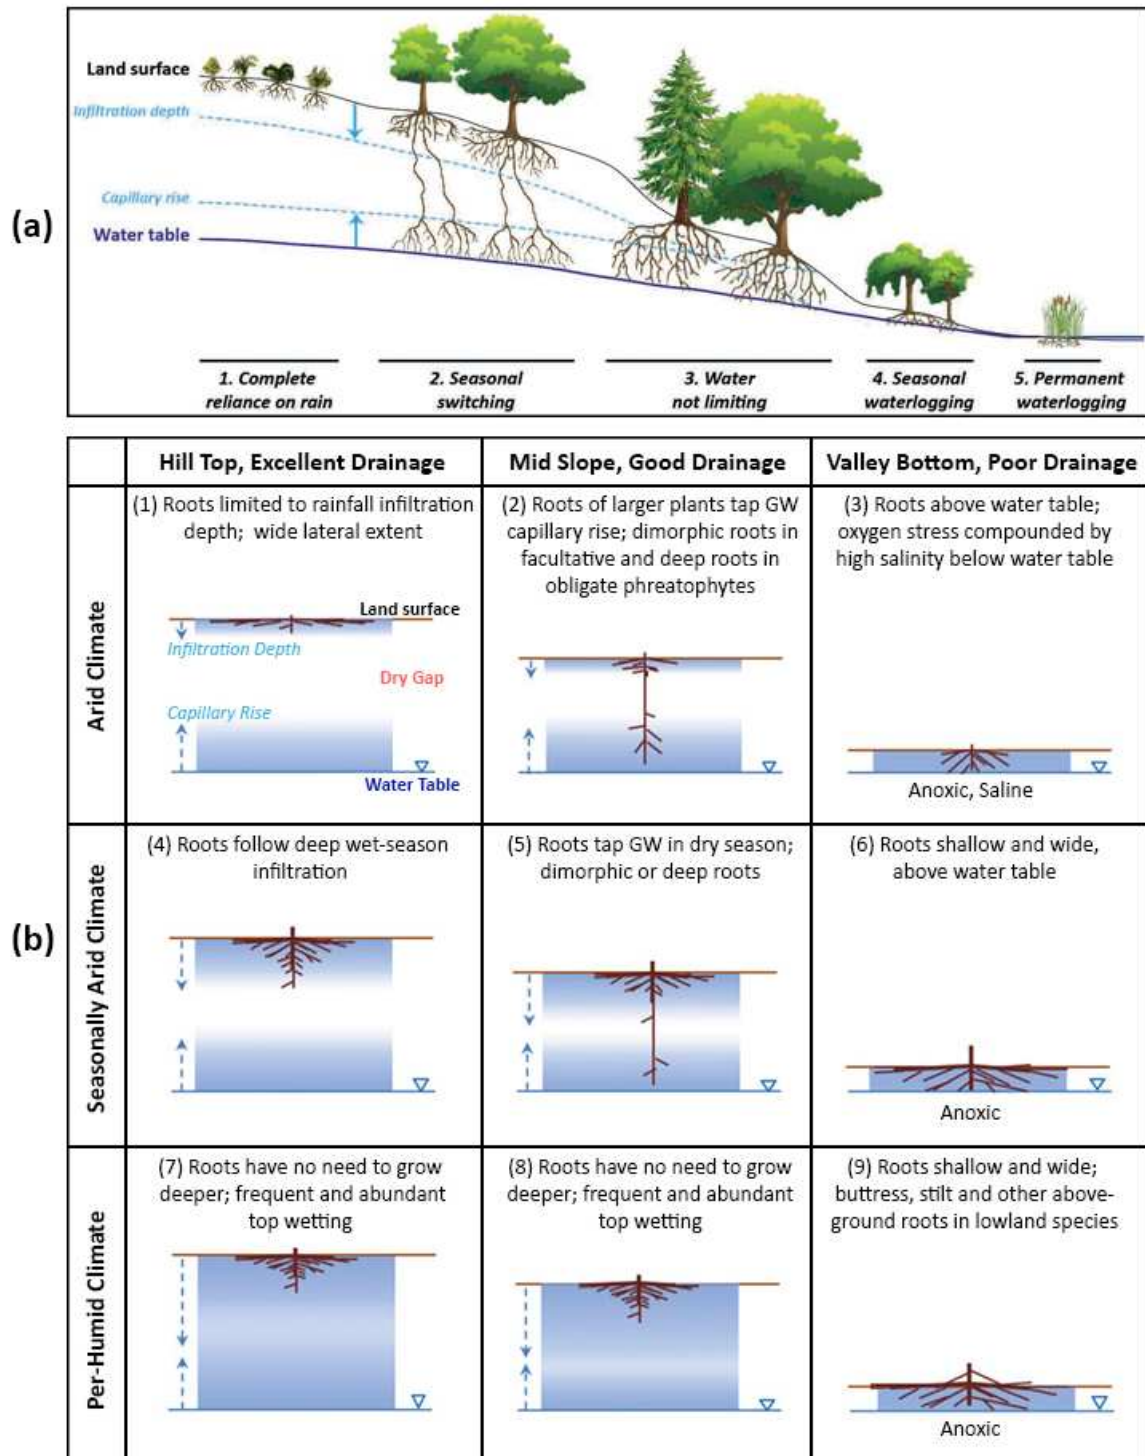 (a)
Land surface
Infiltration depth
Capillary rise
Water table
1. Complete
reliance on rain
2. Seasonal
switching
3. Water
not limiting
4. Seasonal
waterlogging
5. Permanent
waterlogging
(b)
Hill Top, Excellent Drainage
Mid Slope, Good Drainage
Valley Bottom, Poor Drainage
Arid Climate
(1) Roots limited to rainfall infiltration
depth; wide lateral extent
Land surface
Infiltration Depth
Dry Gap
Capillary Rise
Water Table
(2) Roots of larger plants tap GW
capillary rise; dimorphic roots in
facultative and deep roots in
obligate phreatophytes
(3) Roots above water table;
oxygen stress compounded by
high salinity below water table
Anoxic, Saline
Seasonally Arid Climate
(4) Roots follow deep wet-season
infiltration
(5) Roots tap GW in dry season;
dimorphic or deep roots
(6) Roots shallow and wide,
above water table
Anoxic
Per-Humid Climate
(7) Roots have no need to grow
deeper; frequent and abundant
top wetting
(8) Roots have no need to grow
deeper; frequent and abundant
top wetting
(9) Roots shallow and wide;
buttress, stilt and other above-
ground roots in lowland species
Anoxic